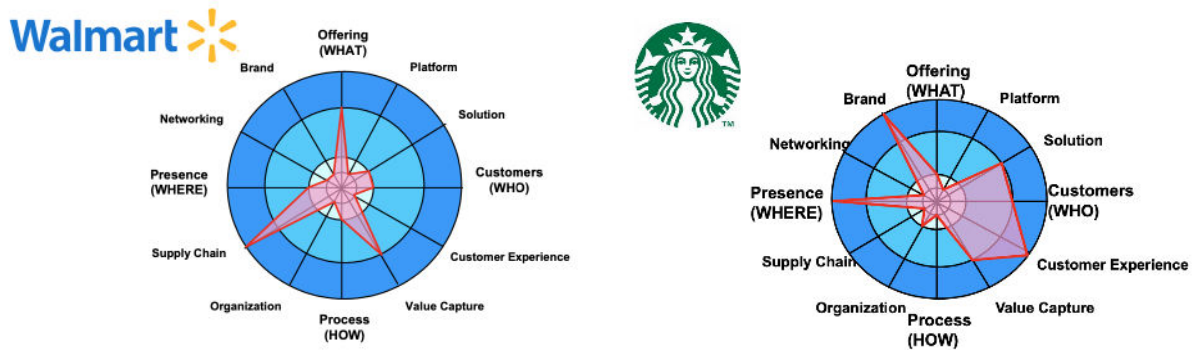 Walmart
Offering
(WHAT)
Platform
Solution
Customers
(WHO)
Customer Experience
Value Capture
Process
(HOW)
Organization
Supply Chain
Presence
(WHERE)
Networking
Brand
TM
Offering
(WHAT)
Platform
Solution
Customers
(WHO)
Customer Experience
Value Capture
Process
(HOW)
Organization
Supply Chain
Presence
(WHERE)
Networking
Brand